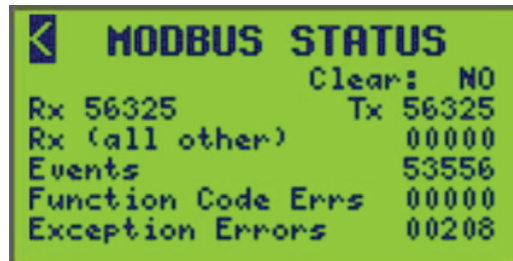 < MODBUS STATUS
Clear: NO
Rx 56325 Tx 56325
Rx (all other) 00000
Events 53556
Function Code Errs 00000
Exception Errors 00208